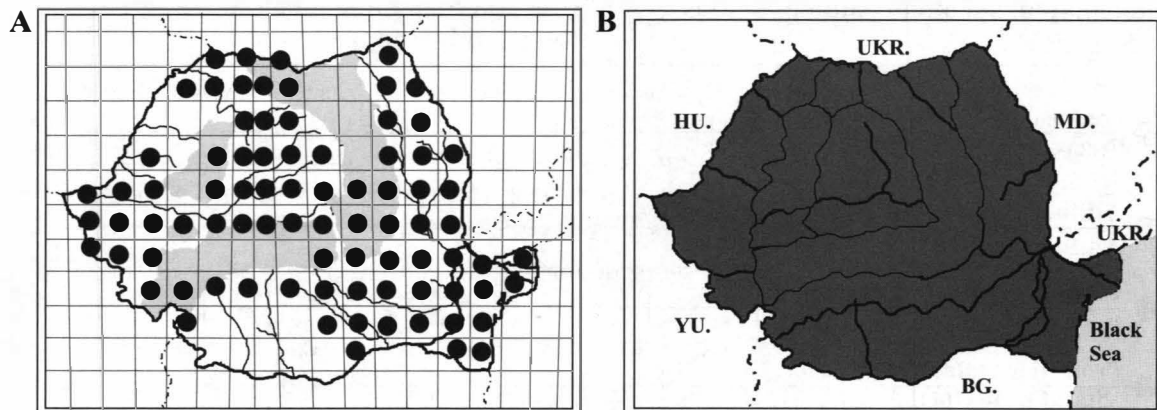 A
B
UKR.
HU.
MD.
UKR
YU.
Black
Sea
BG.